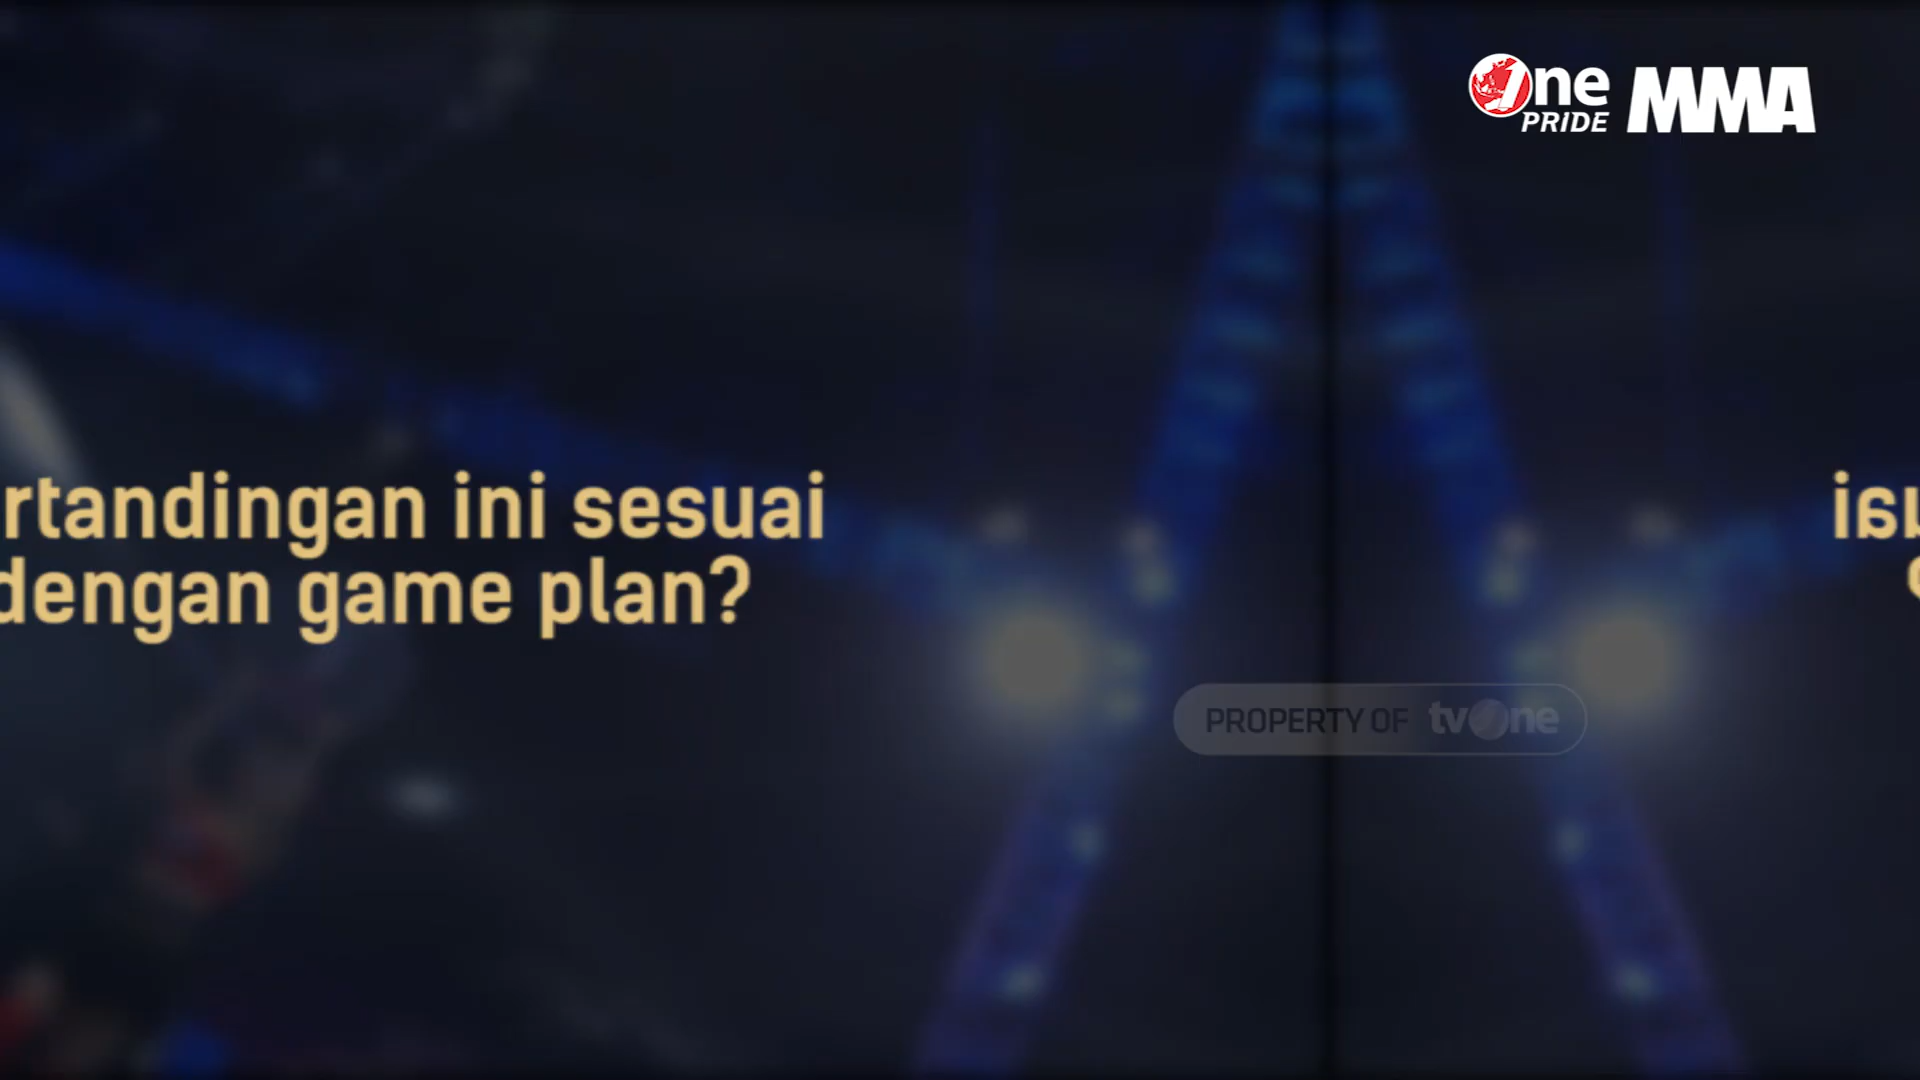 One PRIDE MMA
rtandingan ini sesuai
dengan game plan?
PROPERTY OF tvOne